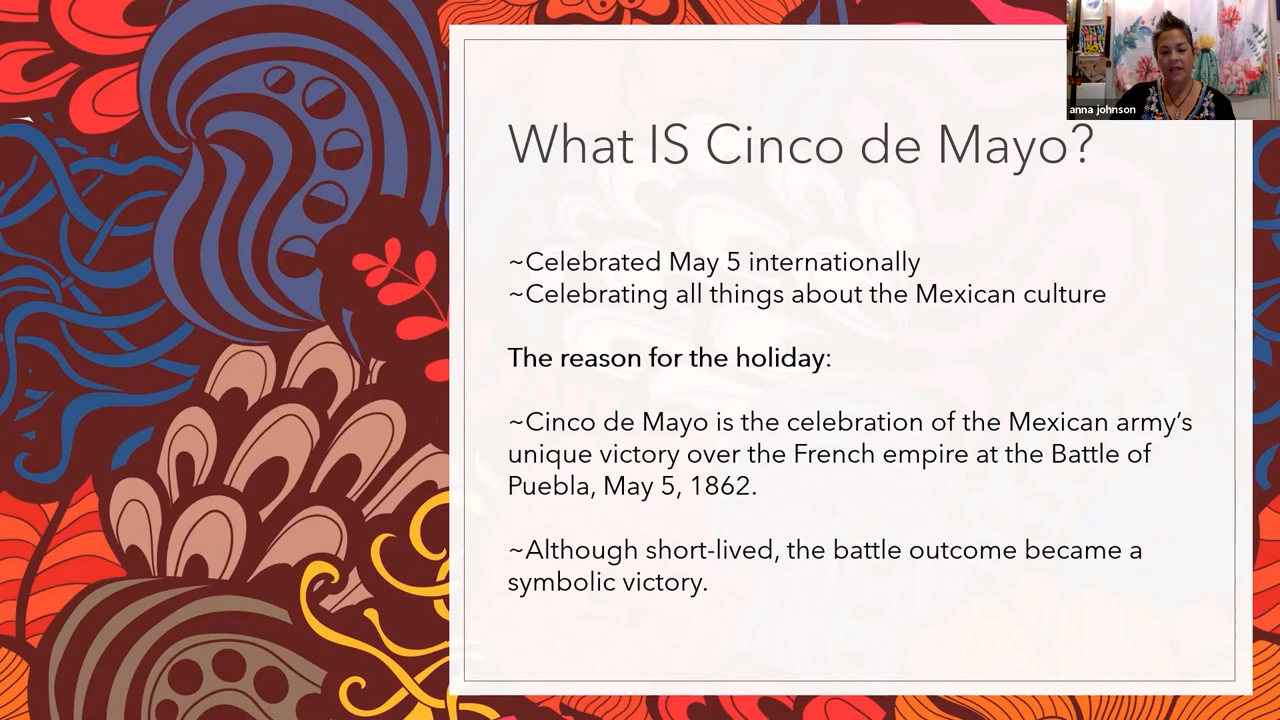 anna johnson
What IS Cinco de Mayo?
~Celebrated May 5 internationally
~Celebrating all things about the Mexican culture
The reason for the holiday:
~Cinco de Mayo is the celebration of the Mexican army’s
unique victory over the French empire at the Battle of
Puebla, May 5, 1862.
~Although short-lived, the battle outcome became a
symbolic victory.